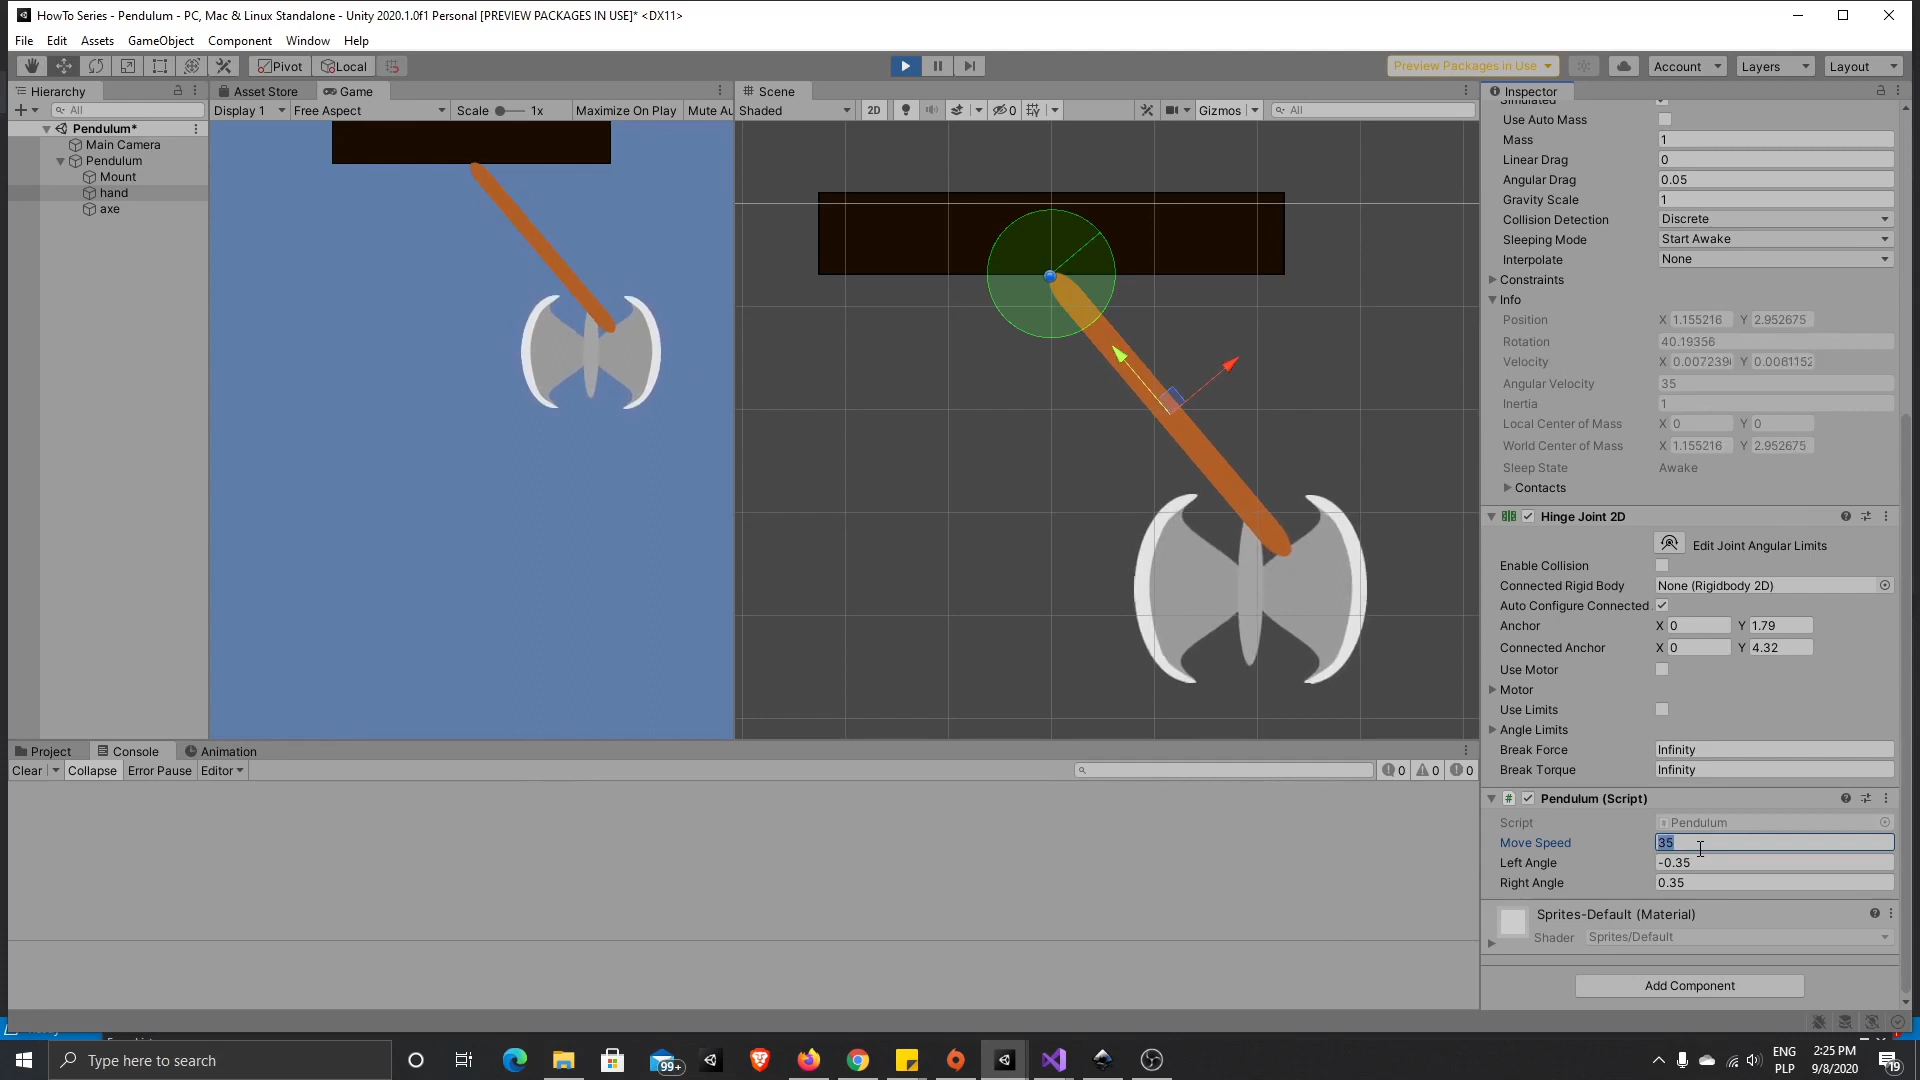 HowTo Series - Pendulum - PC, Mac & Linux Standalone - Unity 2020.1.0f1 Personal [PREVIEW PACKAGES IN USE]* <DX11>
File Edit Assets GameObject Component Window Help
Pivot Local Preview Packages in Use Account Layers Layout
Hierarchy
All
Pendulum*
Main Camera
Pendulum
Mount
hand
axe
Asset Store Game
Display 1 Free Aspect Scale 1x Maximize On Play Mute Au
Scene
Shaded 2D 0 Gizmos All
Inspector
Simulated
Use Auto Mass
Mass 1
Linear Drag 0
Angular Drag 0.05
Gravity Scale 1
Collision Detection Discrete
Sleeping Mode Start Awake
Interpolate None
Constraints
Info
Position X 1.155216 Y 2.952675
Rotation 40.19356
Velocity X 0.007239 Y 0.0061152
Angular Velocity 35
Inertia 1
Local Center of Mass X 0 Y 0
World Center of Mass X 1.155216 Y 2.952675
Sleep State Awake
Contacts
Hinge Joint 2D
Edit Joint Angular Limits
Enable Collision
Connected Rigid Body None (Rigidbody 2D)
Auto Configure Connected
Anchor X 0 Y 1.79
Connected Anchor X 0 Y 4.32
Use Motor
Motor
Use Limits
Angle Limits
Break Force Infinity
Break Torque Infinity
# Pendulum (Script)
Script # Pendulum
Move Speed 35
Left Angle -0.35
Right Angle 0.35
Sprites-Default (Material)
Shader Sprites/Default
Add Component
Project Console Animation
Clear Collapse Error Pause Editor 0 0 0
Type here to search
99+
ENG
PLP
2:25 PM
9/8/2020
19